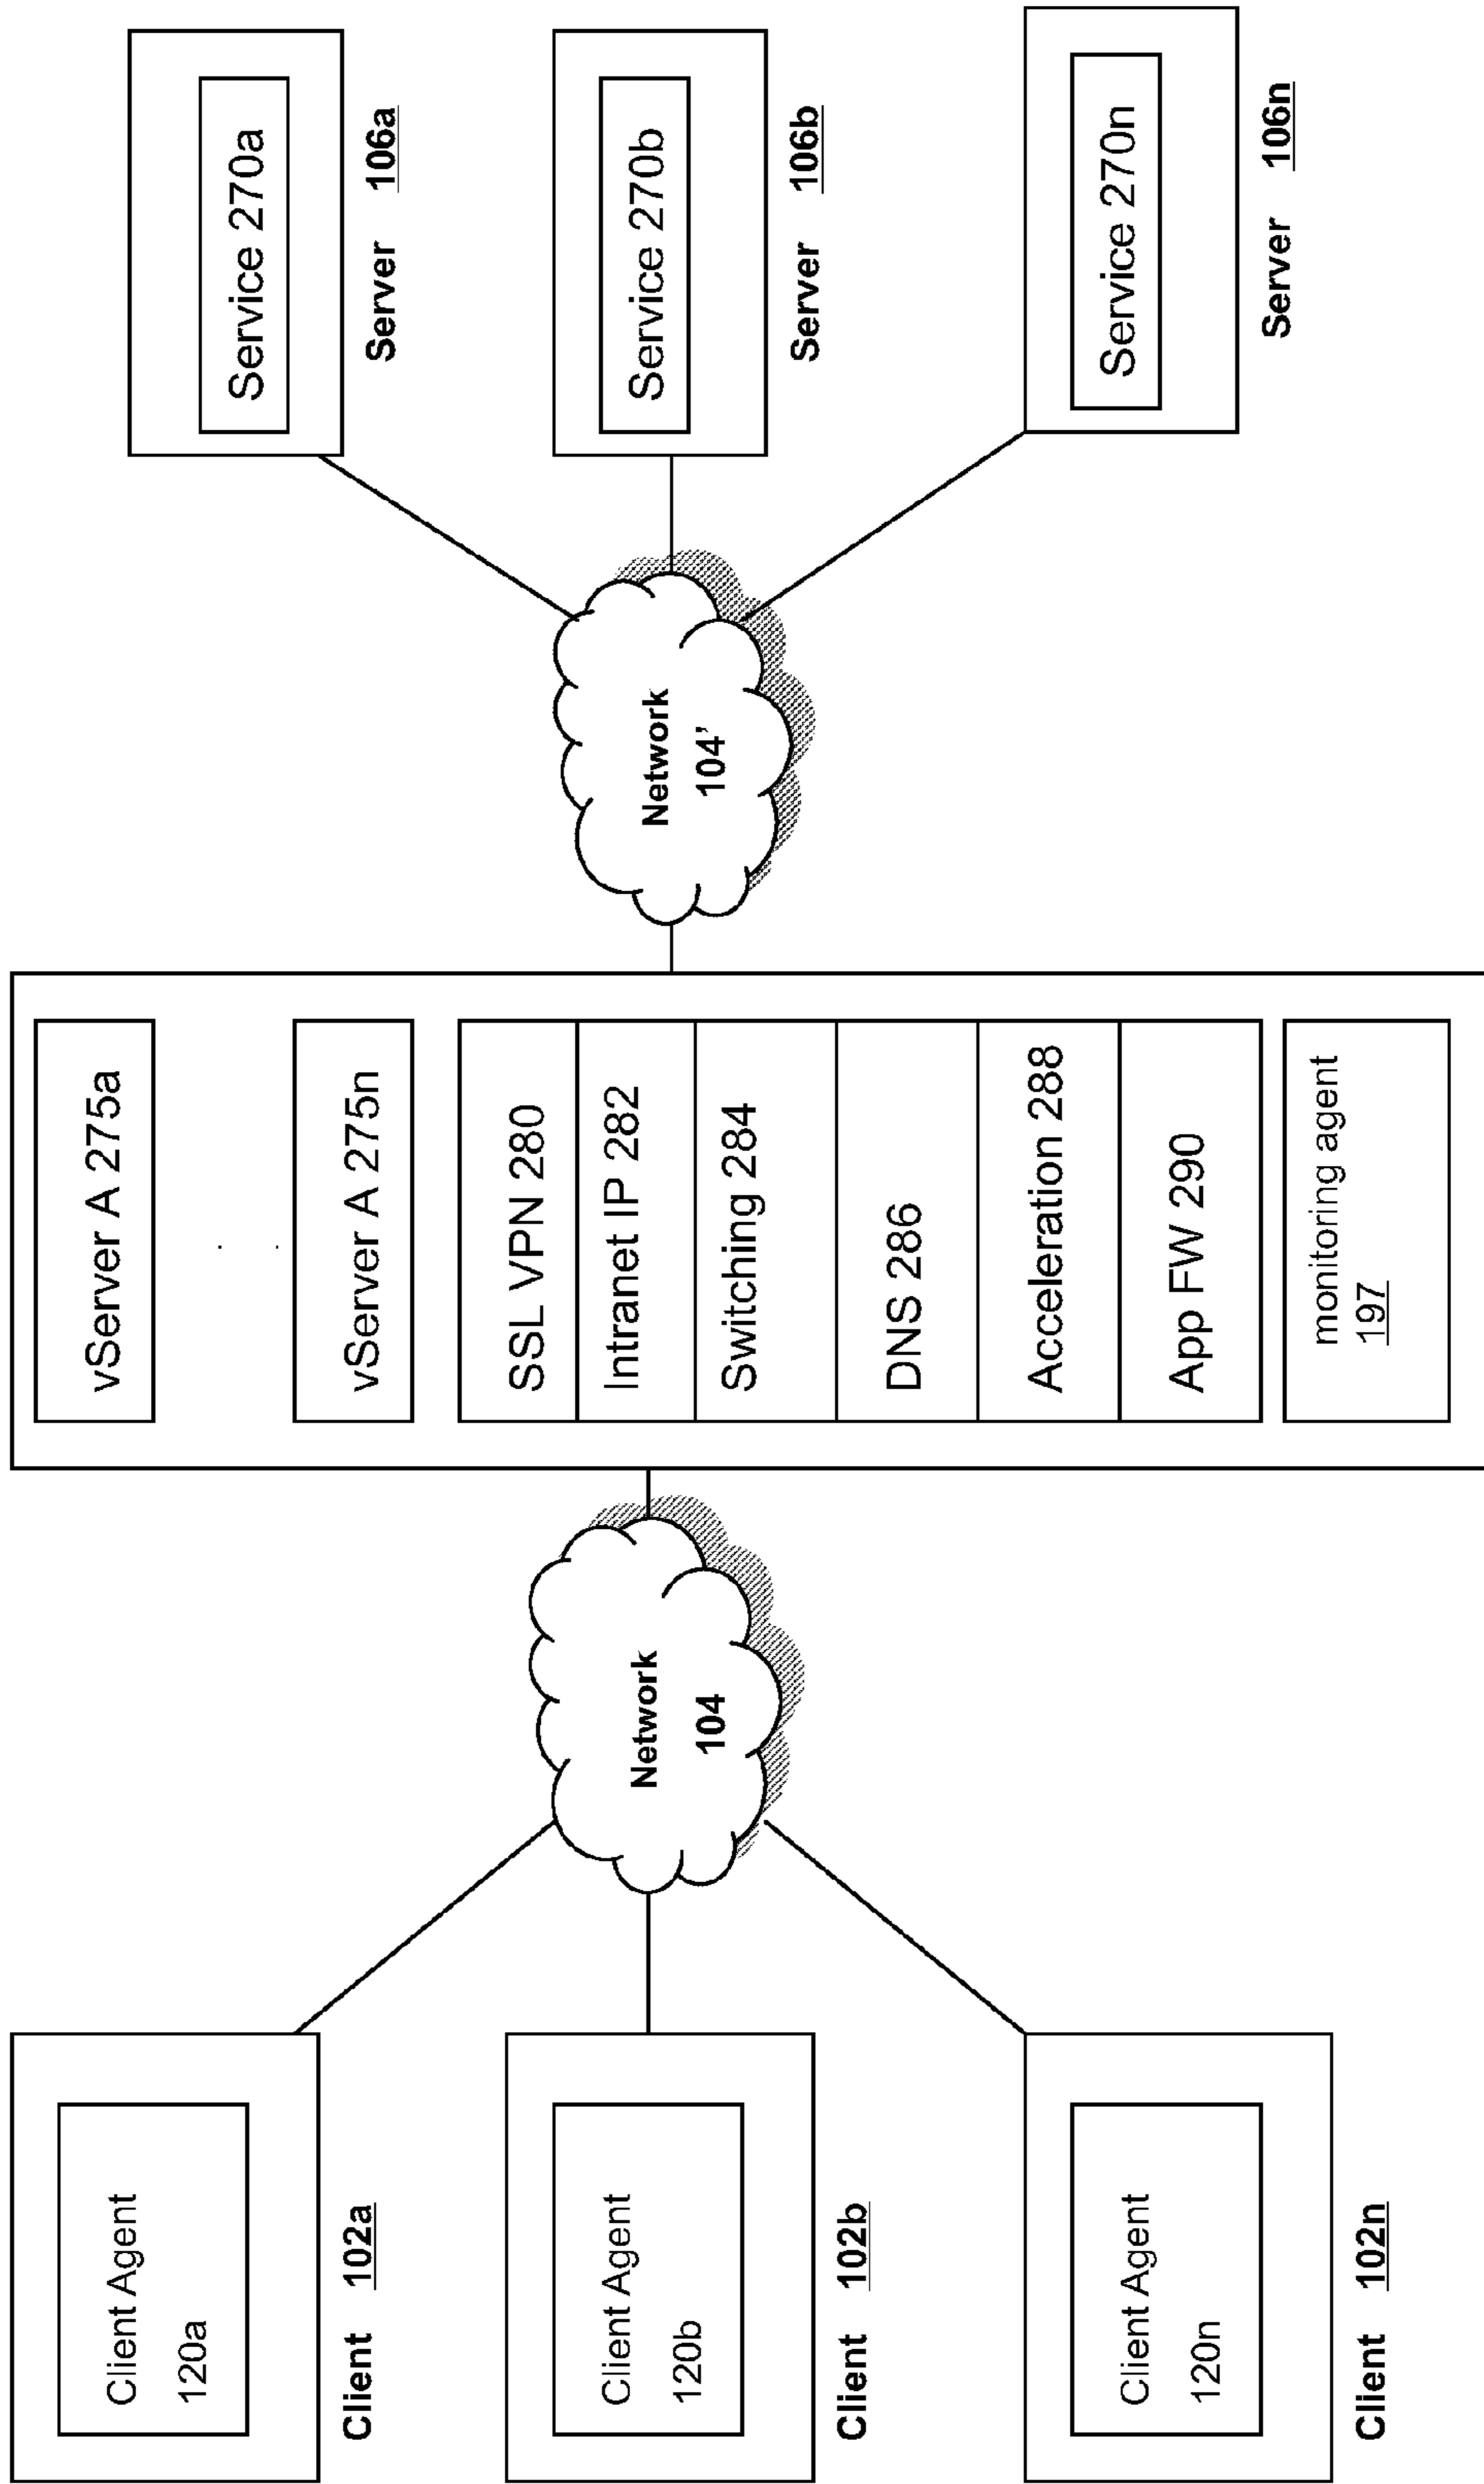 Client Agent
120a
Client 102a
Client Agent
120b
Client 102b
Client Agent
120n
Client 102n
Network
104
vServer A 275a
vServer A 275n
SSL VPN 280
Intranet IP 282
Switching 284
DNS 286
Acceleration 288
App FW 290
monitoring agent
197
Network
104'
Service 270a
Server 106a
Service 270b
Server 106b
Service 270n
Server 106n